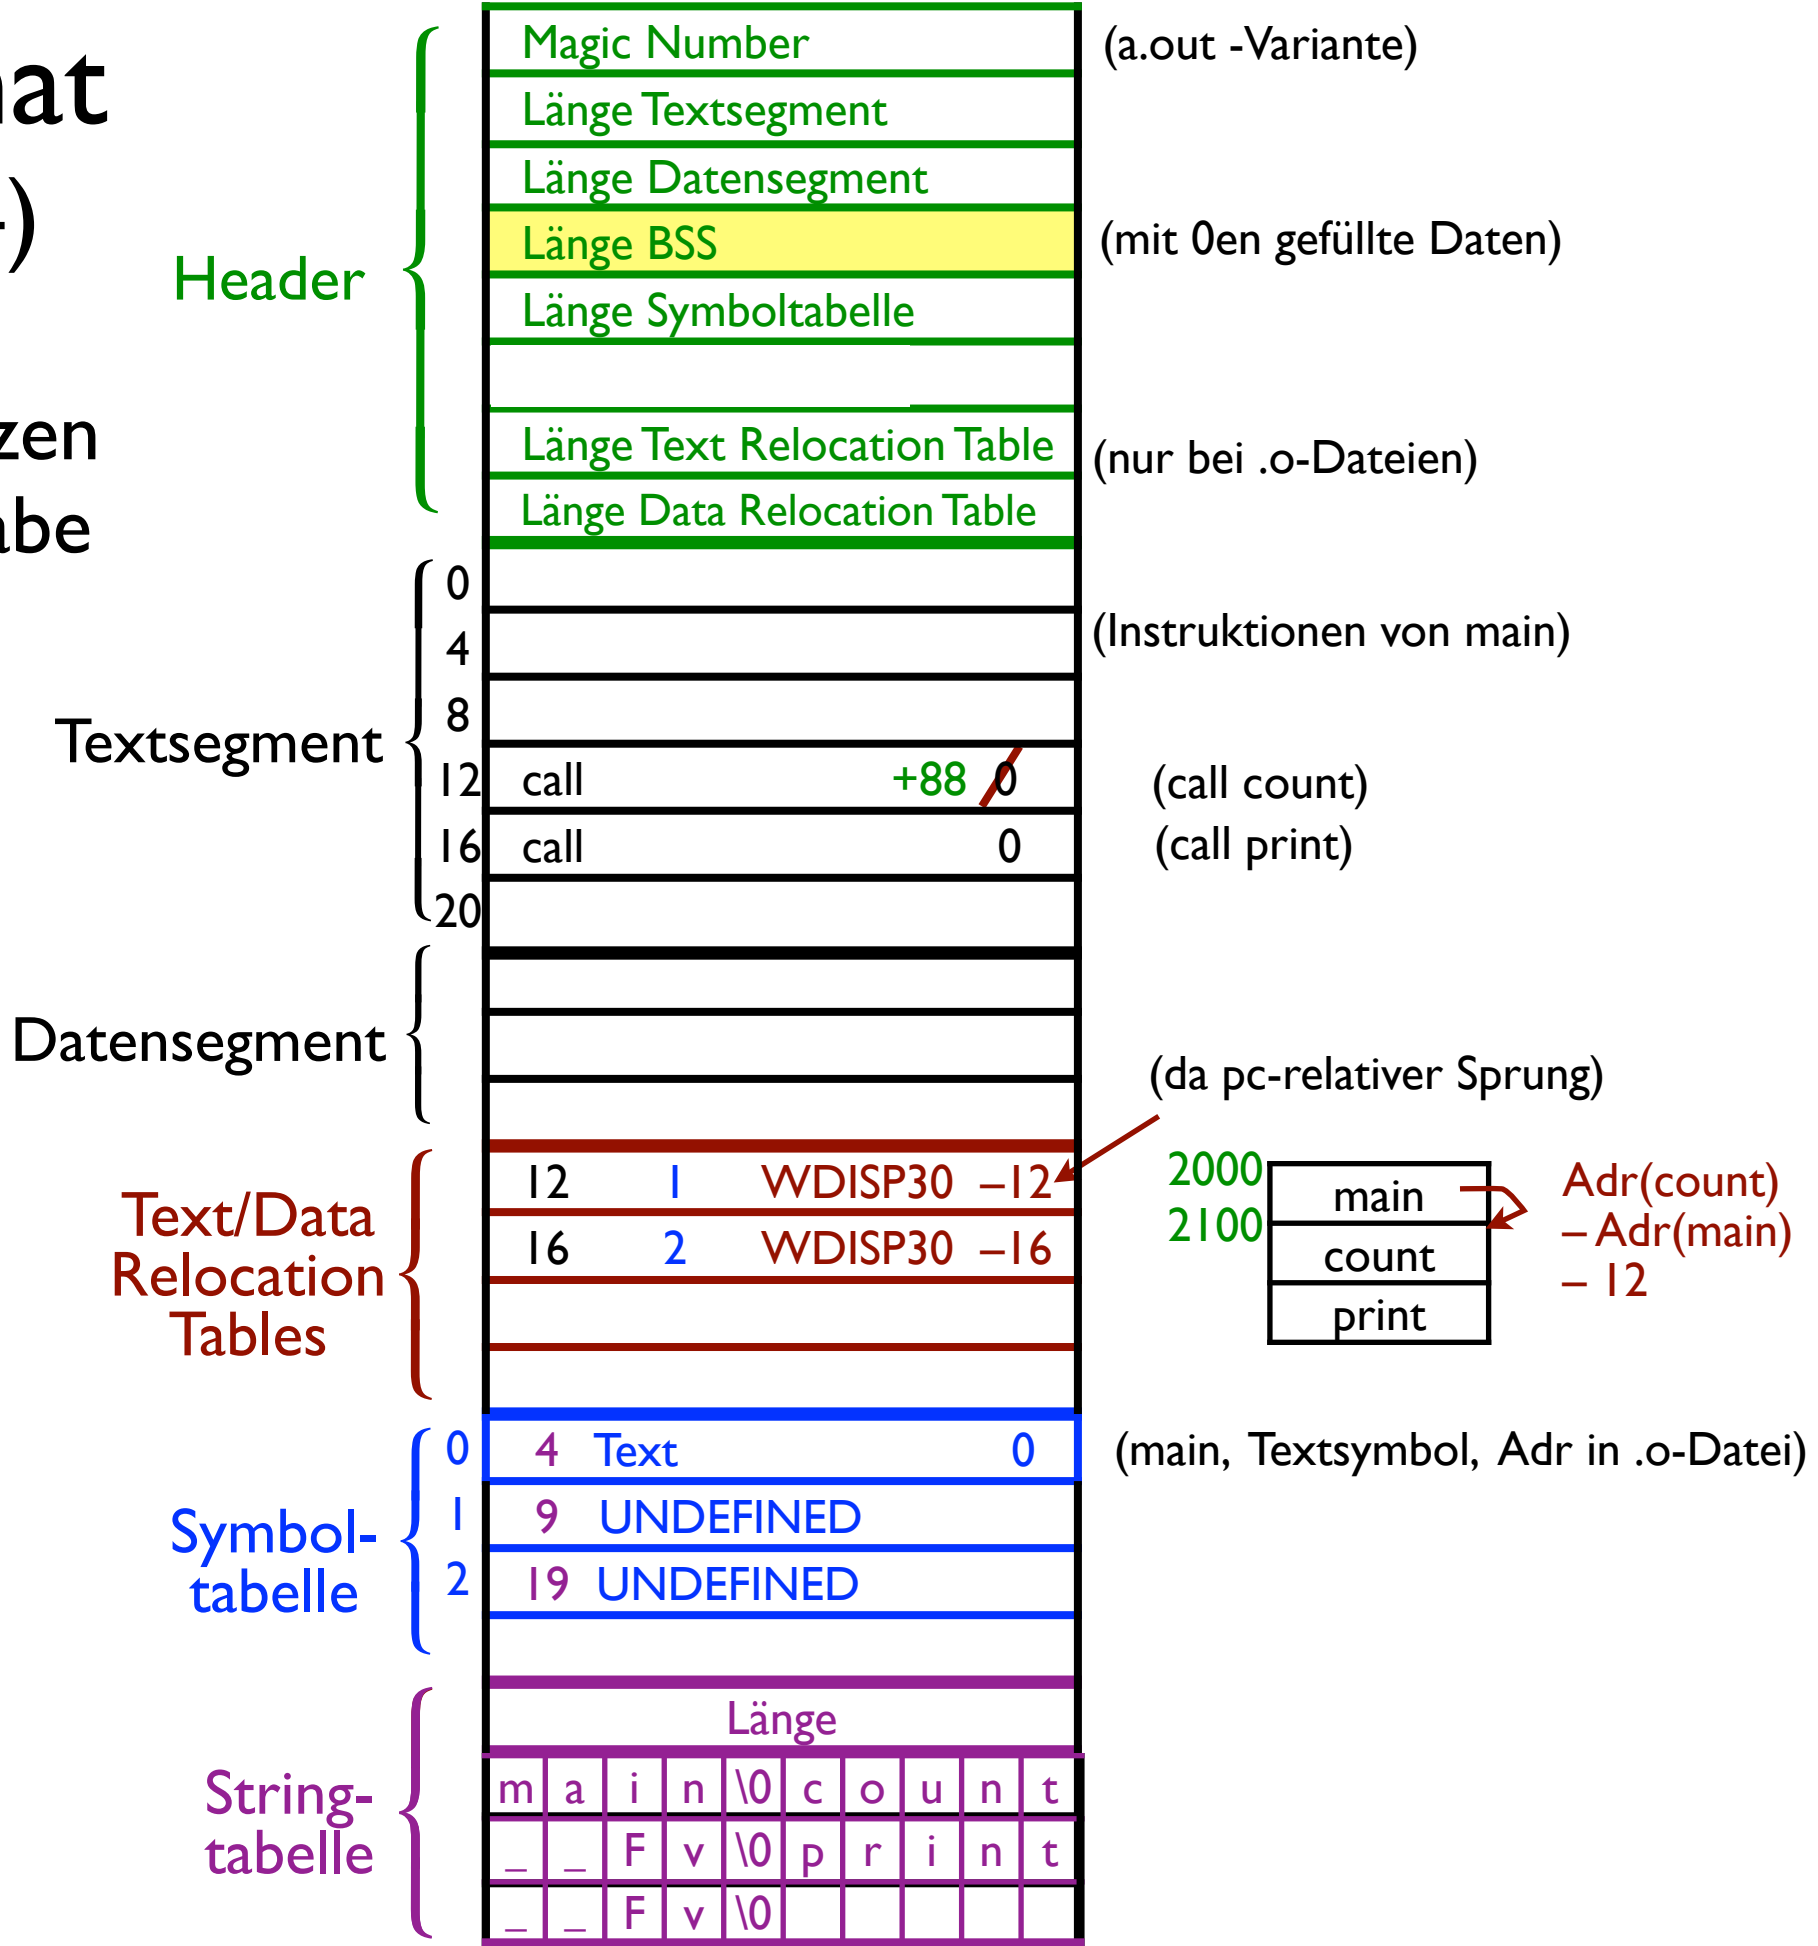 Magic Number (a.out -Variante)
Länge Textsegment
Länge Datensegment
Länge BSS (mit 0en gefüllte Daten)
Header
Länge Symboltabelle
Länge Text Relocation Table (nur bei .o-Dateien)
Länge Data Relocation Table
0
(Instruktionen von main)
4
8
Textsegment
12 call +88 0 (call count)
16 call 0 (call print)
20
Datensegment
(da pc-relativer Sprung)
Text/Data
Relocation
Tables
12 1 WDISP30 –12
16 2 WDISP30 –16
2000
2100
main
count
print
Adr(count)
– Adr(main)
– 12
Symbol-
tabelle
0 4 Text 0 (main, Textsymbol, Adr in .o-Datei)
1 9 UNDEFINED
2 19 UNDEFINED
String-
tabelle
Länge
m a i n \0 c o u n t
_ _ F v \0 p r i n t
_ _ F v \0